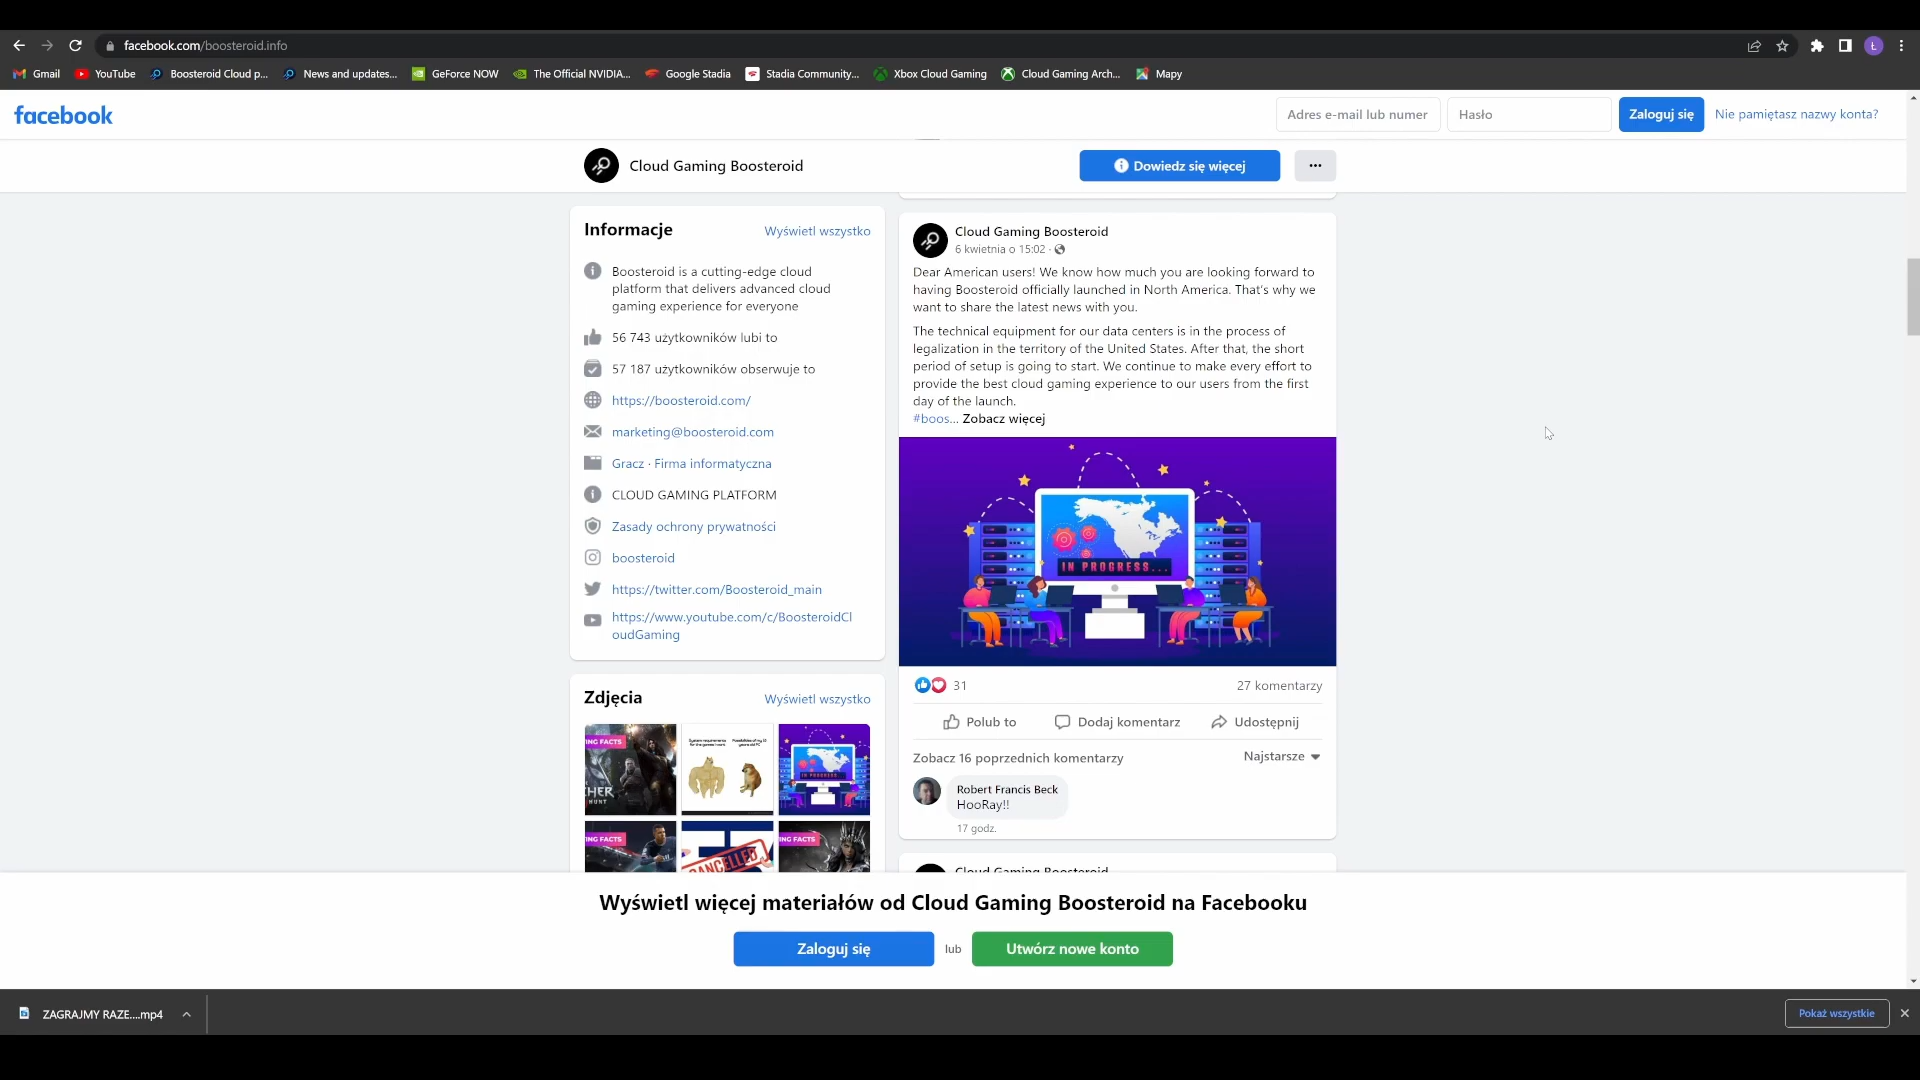 facebook.com/boosteroid.info
Gmail
YouTube
Boosteroid Cloud p...
News and updates...
GeForce NOW
The Official NVIDIA...
Google Stadia
Stadia Community...
Xbox Cloud Gaming
Cloud Gaming Arch...
Mapy
facebook
Adres e-mail lub numer
Hasło
Zaloguj się
Nie pamiętasz nazwy konta?
Cloud Gaming Boosteroid
Dowiedz się więcej
Informacje
Wyświetl wszystko
Boosteroid is a cutting-edge cloud
platform that delivers advanced cloud
gaming experience for everyone
56 743 użytkowników lubi to
57 187 użytkowników obserwuje to
https://boosteroid.com/
marketing@boosteroid.com
Gracz · Firma informatyczna
CLOUD GAMING PLATFORM
Zasady ochrony prywatności
boosteroid
https://twitter.com/Boosteroid_main
https://www.youtube.com/c/BoosteroidCl
oudGaming
Zdjęcia
Wyświetl wszystko
ING FACTS
CHER
HUNT
ING FACTS
CANCELLED
ING FACTS
Cloud Gaming Boosteroid
6 kwietnia o 15:02 ·
Dear American users! We know how much you are looking forward to
having Boosteroid officially launched in North America. That's why we
want to share the latest news with you.
The technical equipment for our data centers is in the process of
legalization in the territory of the United States. After that, the short
period of setup is going to start. We continue to make every effort to
provide the best cloud gaming experience to our users from the first
day of the launch.
#boos... Zobacz więcej
IN PROGRESS...
31
27 komentarzy
Polub to
Dodaj komentarz
Udostępnij
Zobacz 16 poprzednich komentarzy
Najstarsze
Robert Francis Beck
HooRay!!
17 godz.
Cloud Gaming Boosteroid
Wyświetl więcej materiałów od Cloud Gaming Boosteroid na Facebooku
Zaloguj się
lub
Utwórz nowe konto
ZAGRAJMY RAZE....mp4
Pokaż wszystkie